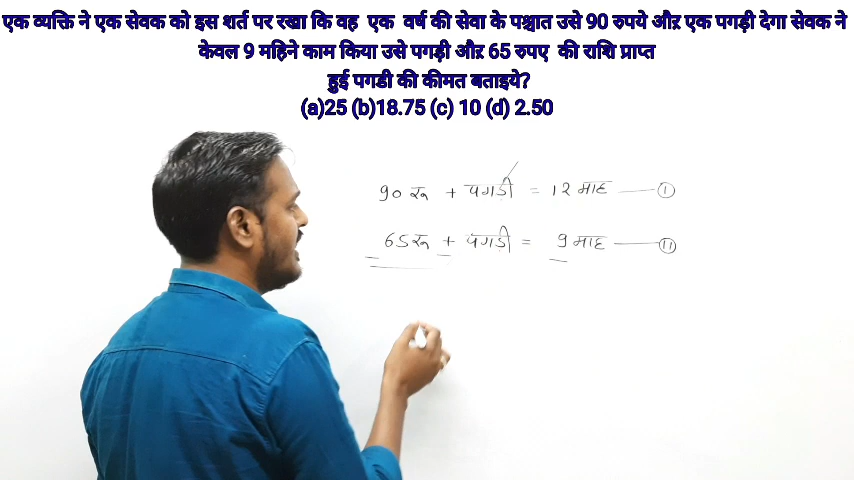 एक व्यक्ति ने एक सेवक को इस शर्त पर रखा कि वह एक वर्ष की सेवा के पश्चात उसे 90 रुपये और एक पगड़ी देगा सेवक ने
केवल 9 महिने काम किया उसे पगड़ी और 65 रुपए की राशि प्राप्त
हुई पगडी की कीमत बताइये?
(a)25 (b)18.75 (c) 10 (d) 2.50
90 रू + पगड़ी = 12 माह —— ①
65 रू + पगड़ी = 9 माह —— ⑪